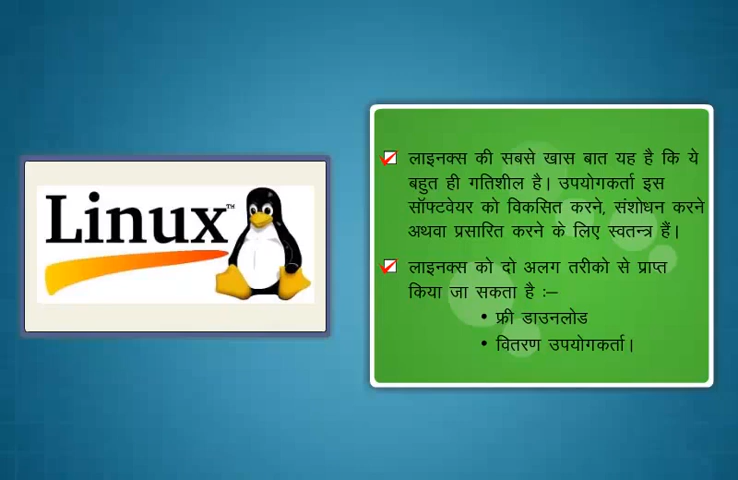 Linux™
लाइनक्स की सबसे खास बात यह है कि ये
बहुत ही गतिशील है। उपयोगकर्ता इस
सॉफ्टवेयर को विकसित करने, संशोधन करने
अथवा प्रसारित करने के लिए स्वतन्त्र हैं।
लाइनक्स को दो अलग तरीको से प्राप्त
किया जा सकता है :–
• फ्री डाउनलोड
• वितरण उपयोगकर्ता।